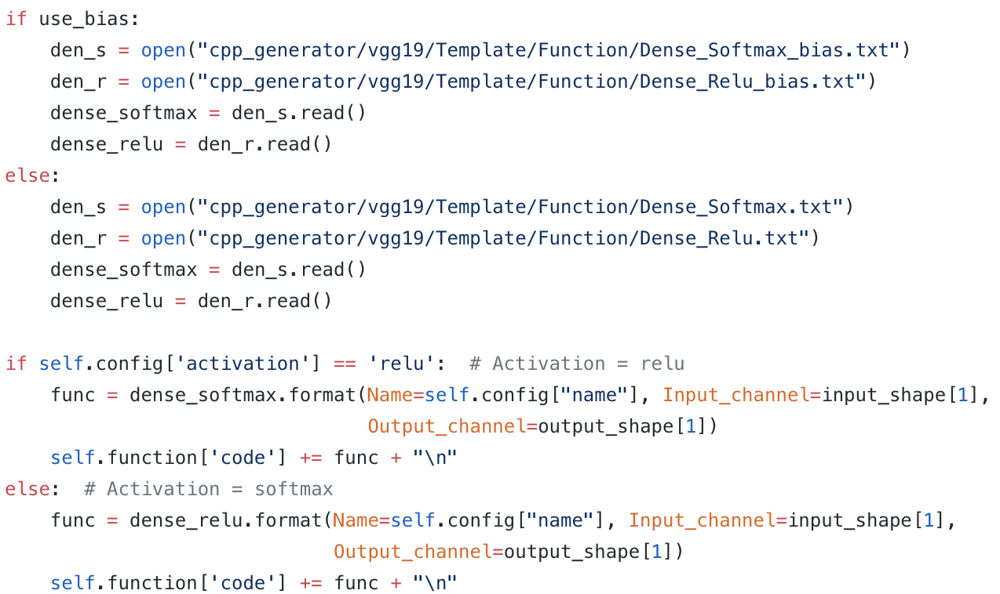 if use_bias:
    den_s = open("cpp_generator/vgg19/Template/Function/Dense_Softmax_bias.txt")
    den_r = open("cpp_generator/vgg19/Template/Function/Dense_Relu_bias.txt")
    dense_softmax = den_s.read()
    dense_relu = den_r.read()
else:
    den_s = open("cpp_generator/vgg19/Template/Function/Dense_Softmax.txt")
    den_r = open("cpp_generator/vgg19/Template/Function/Dense_Relu.txt")
    dense_softmax = den_s.read()
    dense_relu = den_r.read()

if self.config['activation'] == 'relu':  # Activation = relu
    func = dense_softmax.format(Name=self.config["name"], Input_channel=input_shape[1],
                                Output_channel=output_shape[1])
    self.function['code'] += func + "\n"
else:  # Activation = softmax
    func = dense_relu.format(Name=self.config["name"], Input_channel=input_shape[1],
                             Output_channel=output_shape[1])
    self.function['code'] += func + "\n"